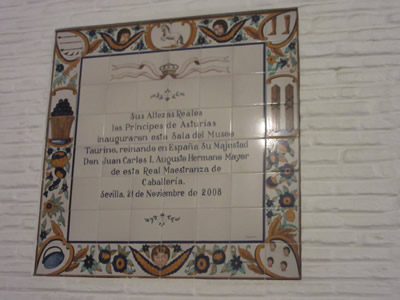 Sus Altezas Reales
los Príncipes de Asturias
inauguraron esta Sala del Museo
Taurino, reinando en España Su Majestad
Don Juan Carlos I, Augusto Hermano Mayor
de esta Real Maestranza de
Caballería.
Sevilla, 21 de Noviembre de 2008